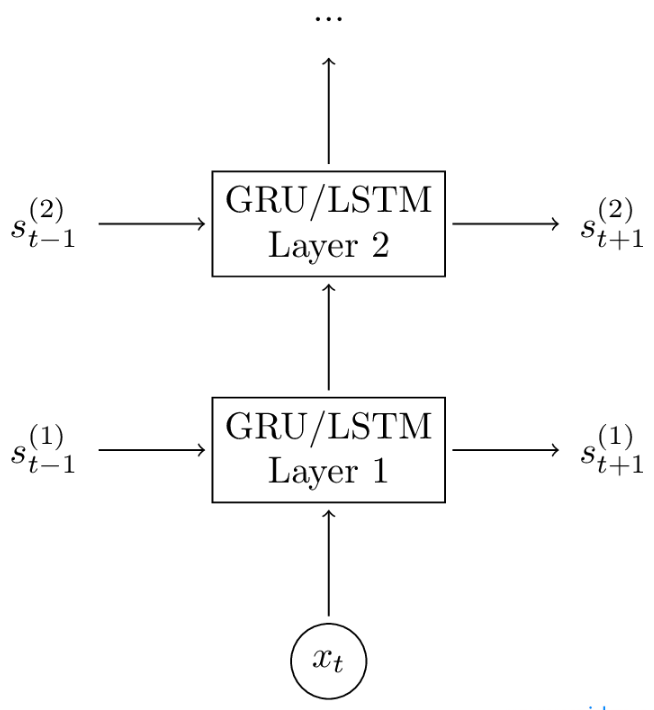 ...
s_{t-1}^{(2)} GRU/LSTM Layer 2 s_{t+1}^{(2)}
s_{t-1}^{(1)} GRU/LSTM Layer 1 s_{t+1}^{(1)}
x_t